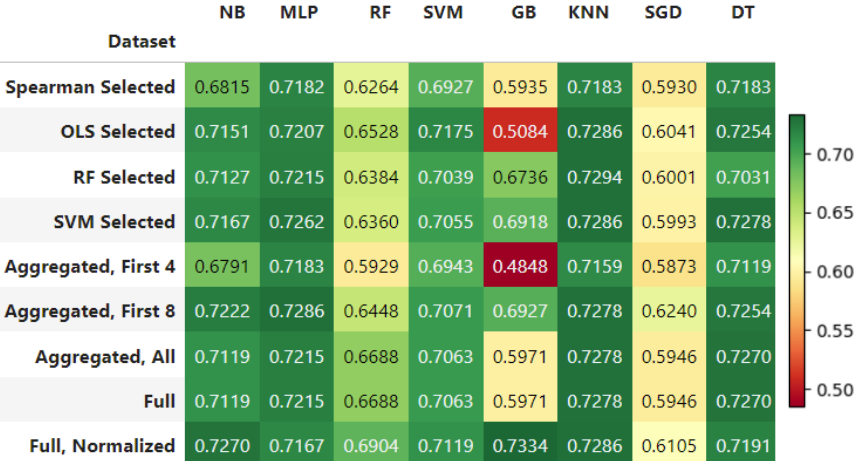 NB MLP RF SVM GB KNN SGD DT
Dataset
Spearman Selected 0.6815 0.7182 0.6264 0.6927 0.5935 0.7183 0.5930 0.7183
OLS Selected 0.7151 0.7207 0.6528 0.7175 0.5084 0.7286 0.6041 0.7254
RF Selected 0.7127 0.7215 0.6384 0.7039 0.6736 0.7294 0.6001 0.7031
SVM Selected 0.7167 0.7262 0.6360 0.7055 0.6918 0.7286 0.5993 0.7278
Aggregated, First 4 0.6791 0.7183 0.5929 0.6943 0.4848 0.7159 0.5873 0.7119
Aggregated, First 8 0.7222 0.7286 0.6448 0.7071 0.6927 0.7278 0.6240 0.7254
Aggregated, All 0.7119 0.7215 0.6688 0.7063 0.5971 0.7278 0.5946 0.7270
Full 0.7119 0.7215 0.6688 0.7063 0.5971 0.7278 0.5946 0.7270
Full, Normalized 0.7270 0.7167 0.6904 0.7119 0.7334 0.7286 0.6105 0.7191
0.70
0.65
0.60
0.55
0.50